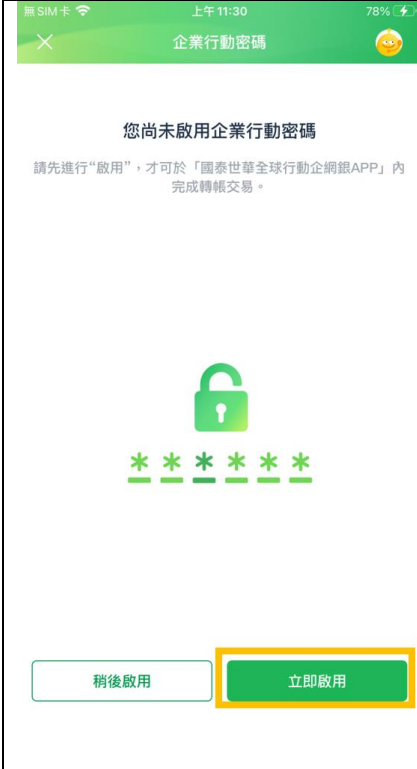 無SIM卡 上午11:30 78%
企業行動密碼
您尚未啟用企業行動密碼
請先進行“啟用”，才可於「國泰世華全球行動企網銀APP」內
完成轉帳交易。
******
稍後啟用 立即啟用